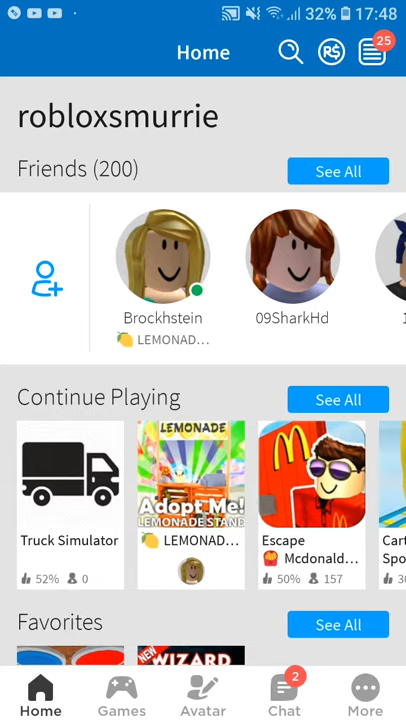 32% 17:48
Home
R$
25
robloxsmurrie
Friends (200)
See All
Brockhstein
09SharkHd
LEMONAD...
Continue Playing
See All
LEMONADE
Adopt Me!
LEMONADE STAND
Truck Simulator
LEMONAD...
Escape
Mcdonald...
52% 0
50% 157
Favorites
See All
NEW
WIZARD
2
Home
Games
Avatar
Chat
More